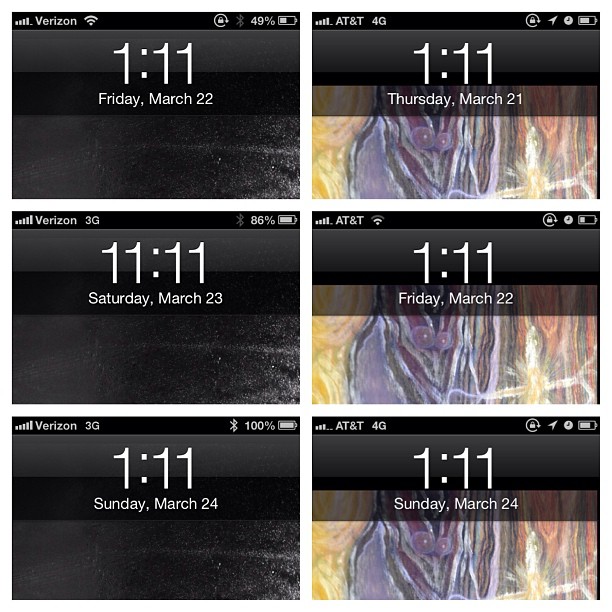 Verizon 49%
1:11
Friday, March 22
AT&T 4G
1:11
Thursday, March 21
Verizon 3G 86%
11:11
Saturday, March 23
AT&T
1:11
Friday, March 22
Verizon 3G 100%
1:11
Sunday, March 24
AT&T 4G
1:11
Sunday, March 24